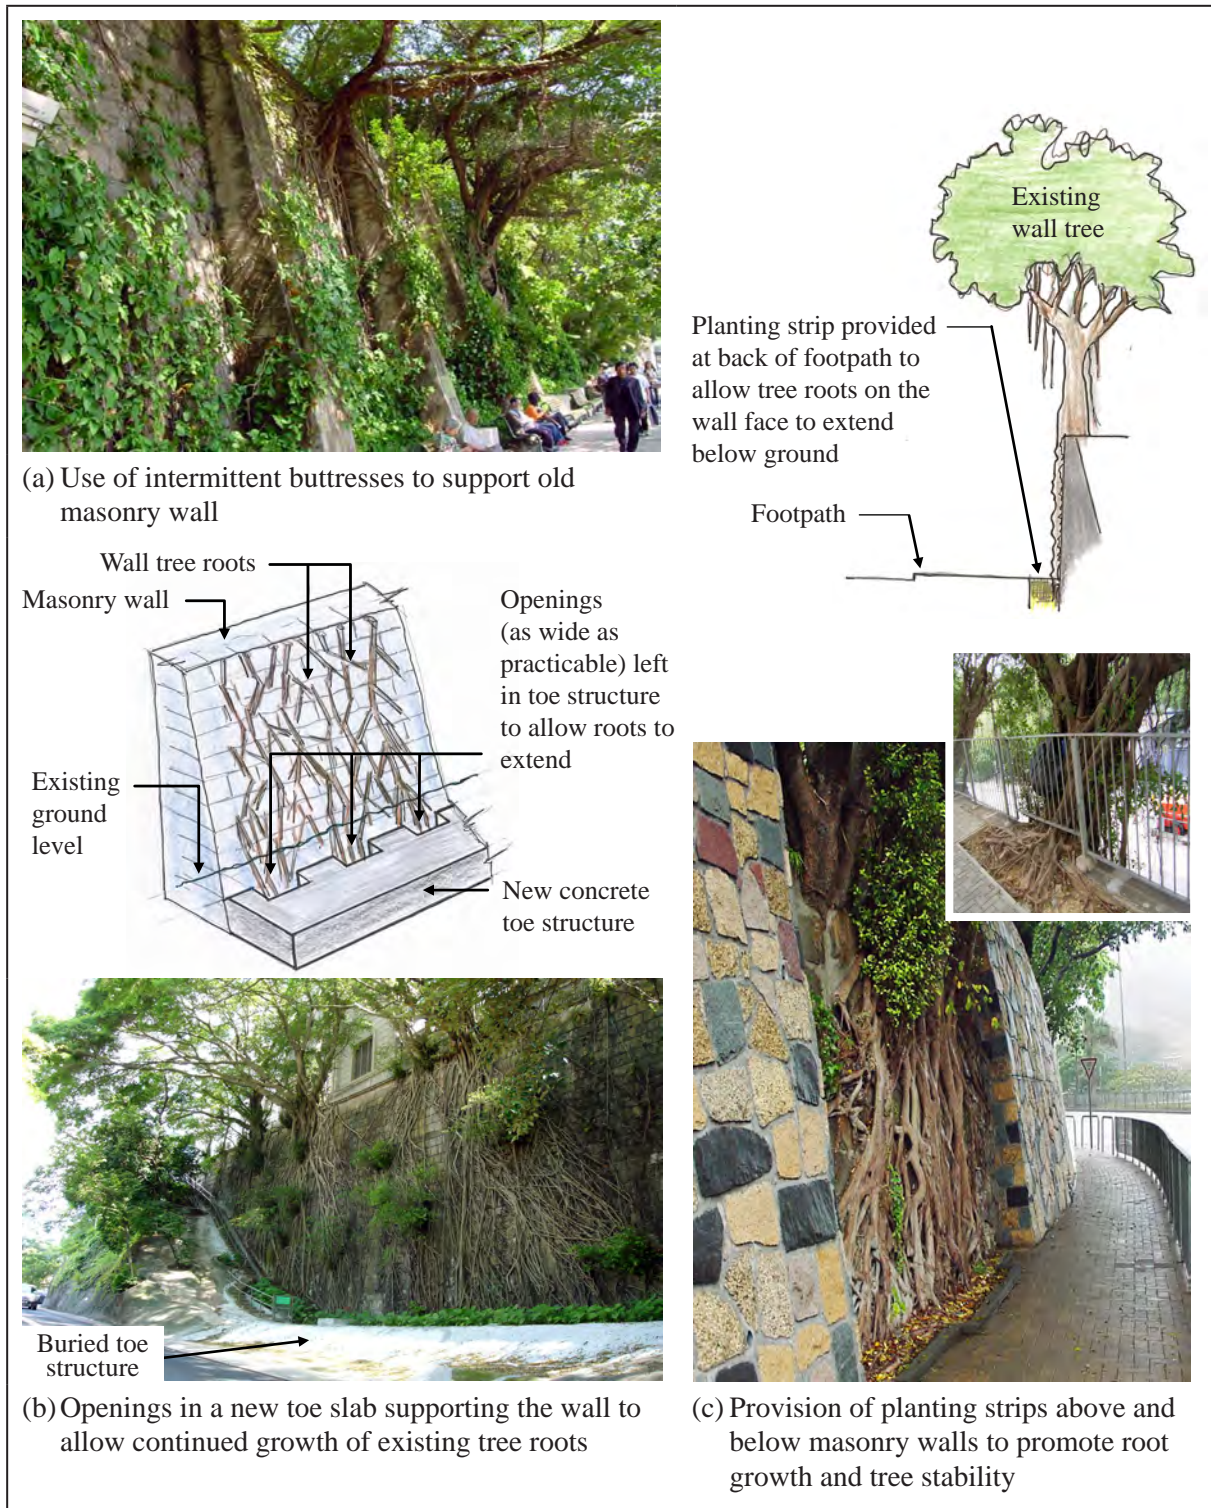 (a) Use of intermittent buttresses to support old
masonry wall
Wall tree roots
Masonry wall
Openings
(as wide as
practicable) left
in toe structure
to allow roots to
extend
Existing
ground
level
New concrete
toe structure
Buried toe
structure
(b) Openings in a new toe slab supporting the wall to
allow continued growth of existing tree roots
Existing
wall tree
Planting strip provided
at back of footpath to
allow tree roots on the
wall face to extend
below ground
Footpath
(c) Provision of planting strips above and
below masonry walls to promote root
growth and tree stability